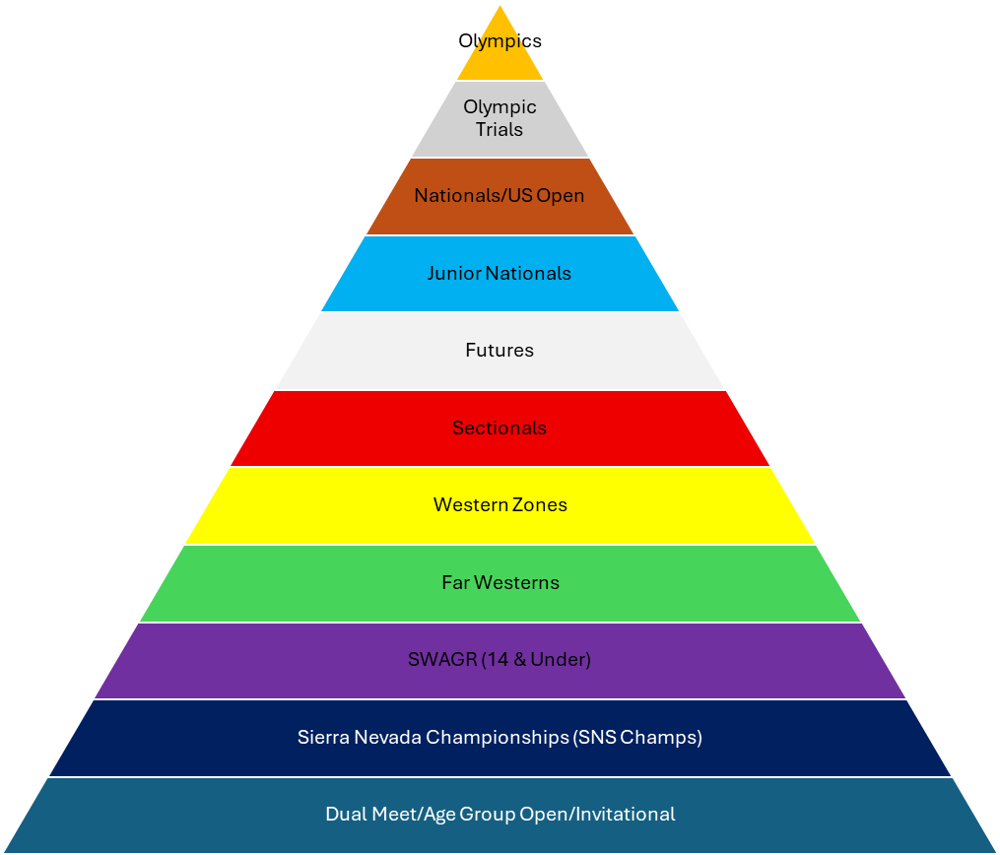 Olympics
Olympic
Trials
Nationals/US Open
Junior Nationals
Futures
Sectionals
Western Zones
Far Westerns
SWAGR (14 & Under)
Sierra Nevada Championships (SNS Champs)
Dual Meet/Age Group Open/Invitational